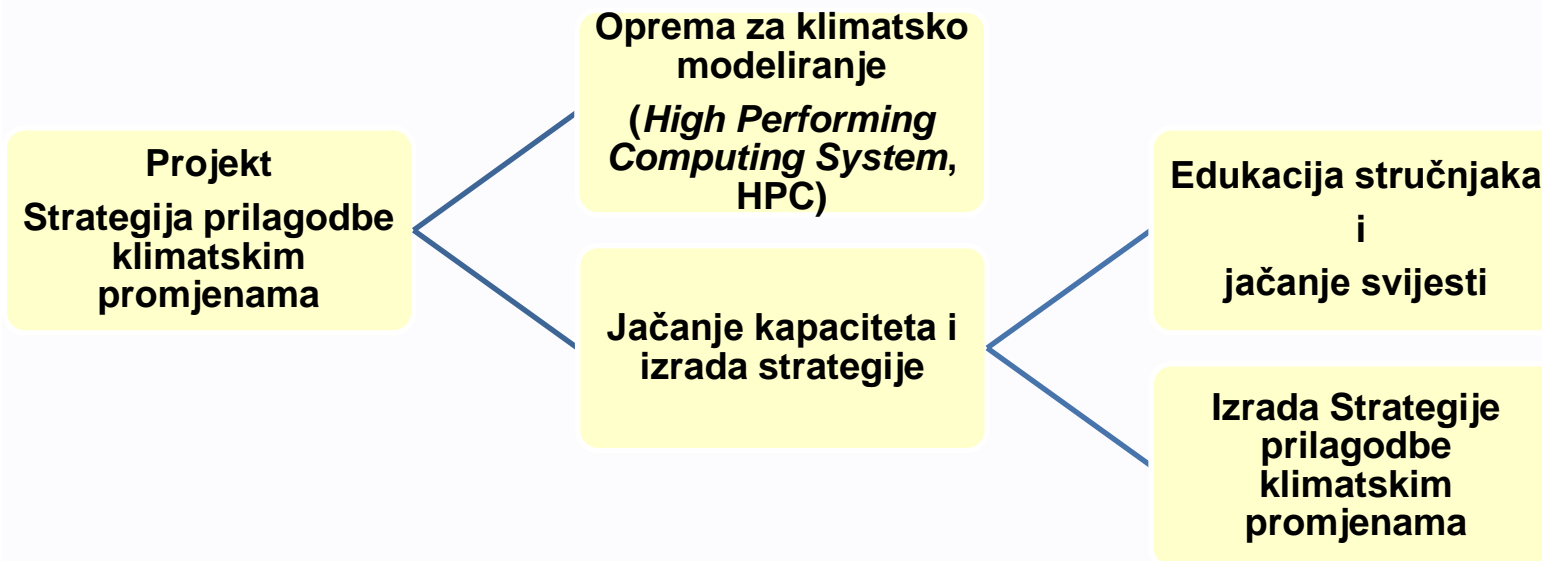 Projekt
Strategija prilagodbe
klimatskim
promjenama
Oprema za klimatsko
modeliranje
(High Performing
Computing System,
HPC)
Jačanje kapaciteta i
izrada strategije
Edukacija stručnjaka
i
jačanje svijesti
Izrada Strategije
prilagodbe
klimatskim
promjenama